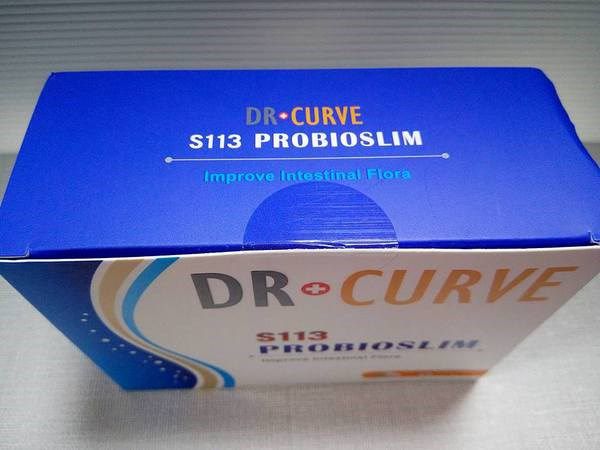 DR CURVE
S113 PROBIOSLIM
Improve Intestinal Flora
DR CURVE
S113
PROBIOSLIM
Improve Intestinal Flora